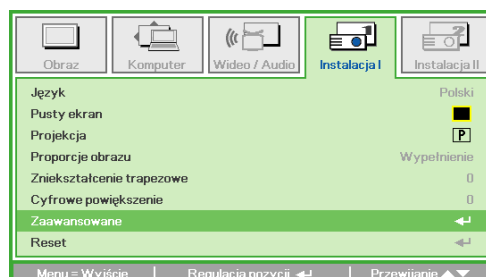 Obraz Komputer Wideo / Audio Instalacja I Instalacja II
Język Polski
Pusty ekran
Projekcja P
Proporcje obrazu Wypełnienie
Zniekształcenie trapezowe 0
Cyfrowe powiększenie 0
Zaawansowane
Reset
Menu = Wyjście Regulacja pozycji Przewijanie